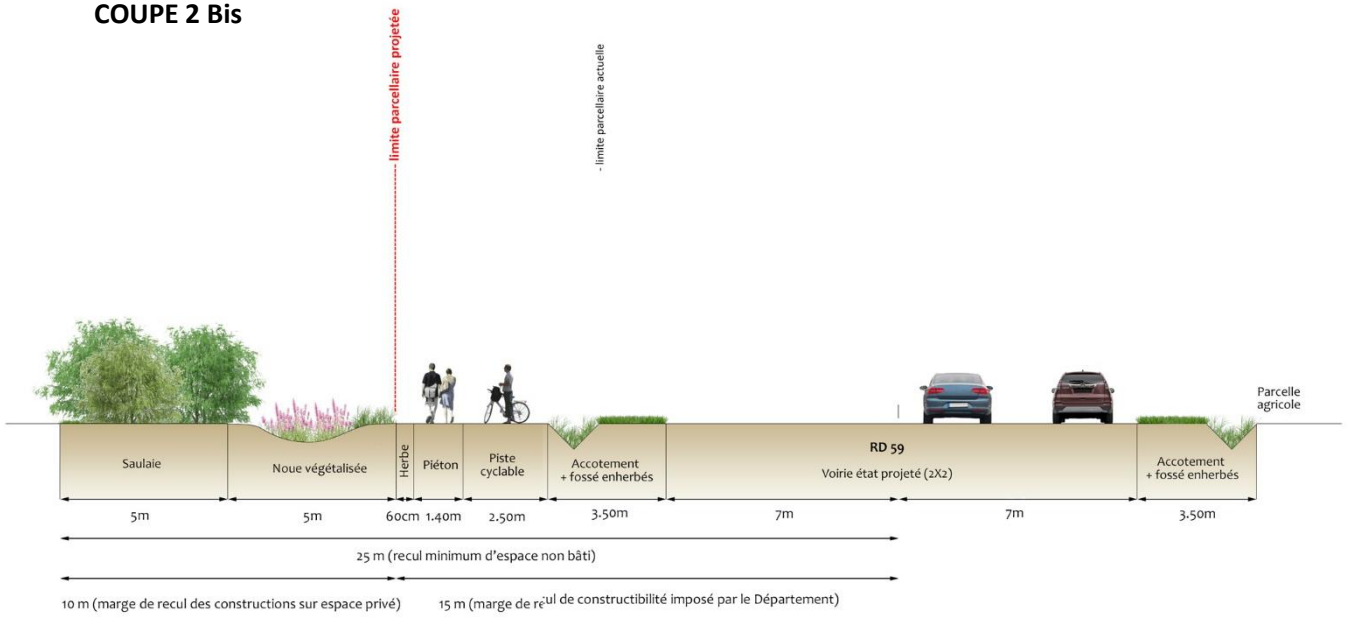 COUPE 2 Bis
limite parcellaire projetée
- limite parcellaire actuelle
Parcelle
agricole
Saulaie
Noue végétalisée
Herbe
Piéton
Piste
cyclable
Accotement
+ fossé enherbés
RD 59
Voirie état projeté (2X2)
Accotement
+ fossé enherbés
5m
5m
60cm
1.40m
2.50m
3.50m
7m
7m
3.50m
25 m (recul minimum d'espace non bâti)
10 m (marge de recul des constructions sur espace privé)
15 m (marge de recul de constructibilité imposé par le Département)